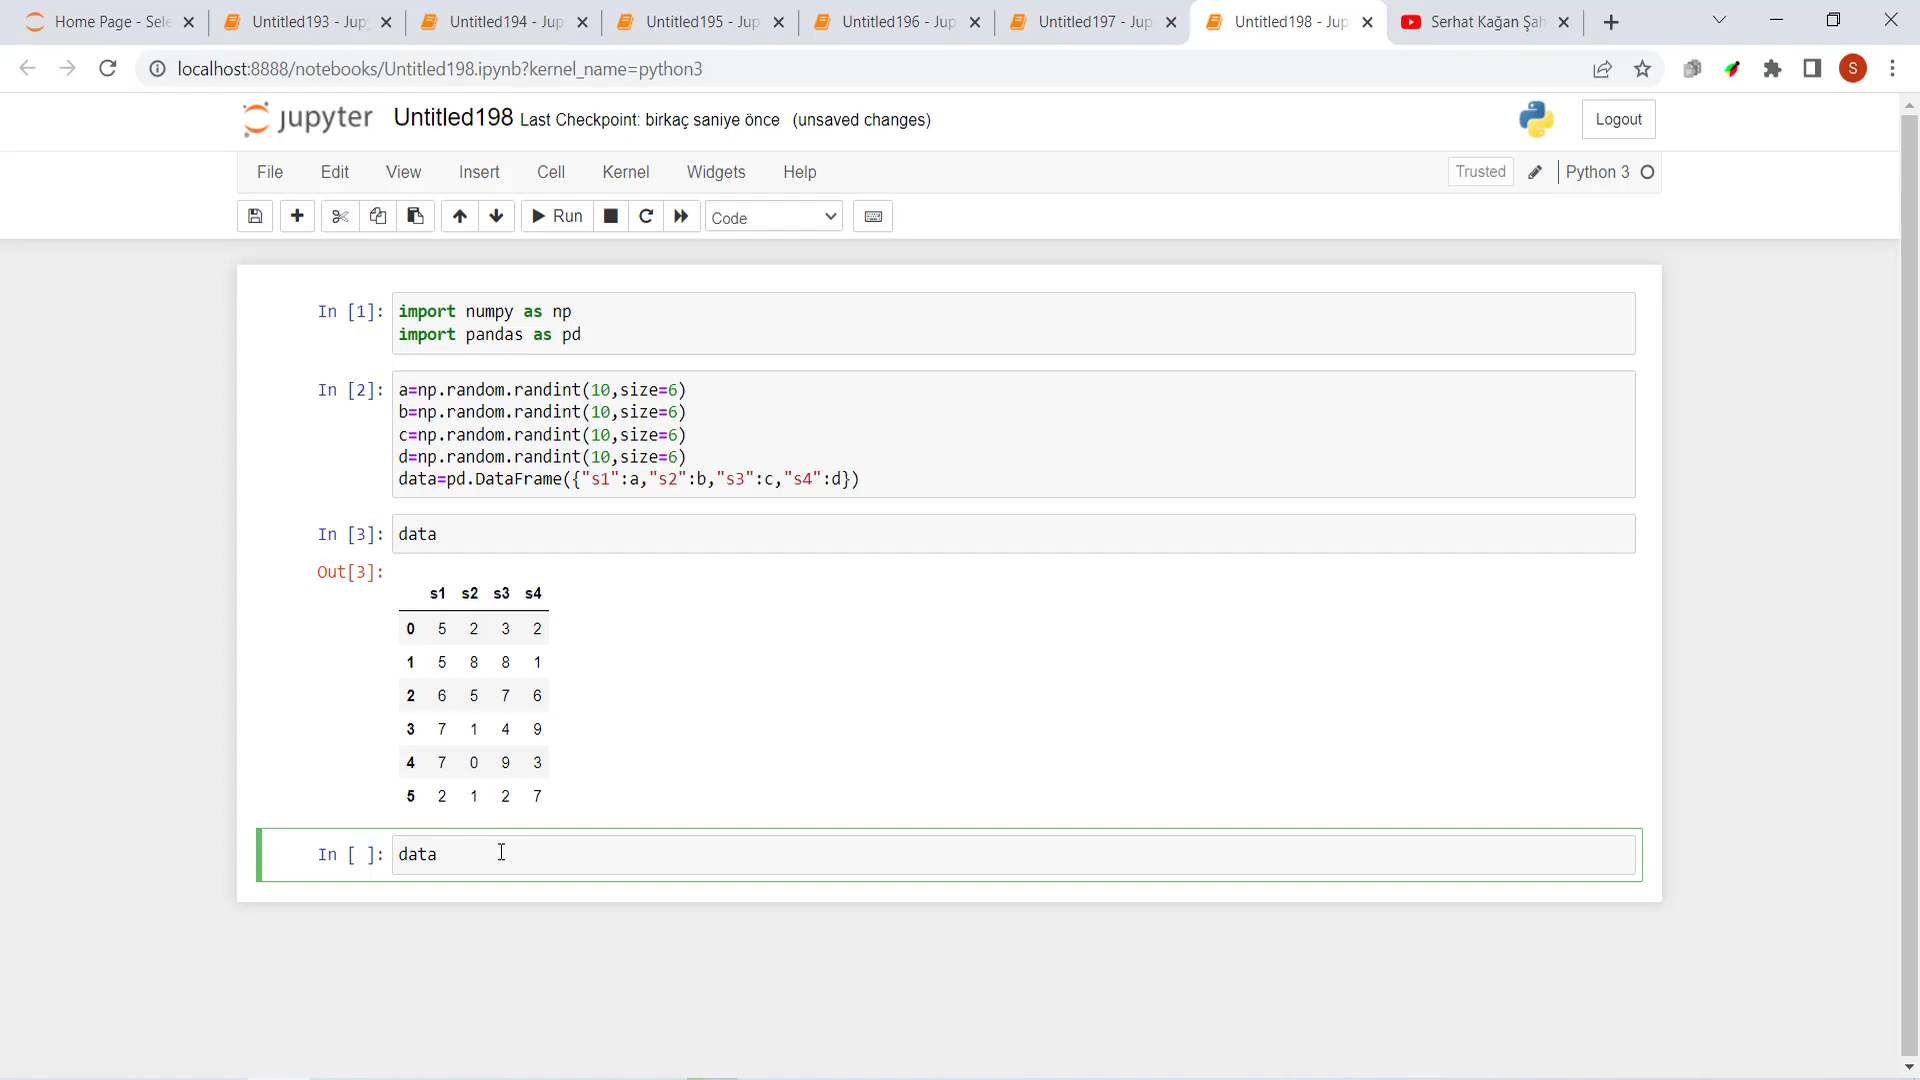 Home Page - Sele
Untitled193 - Jup
Untitled194 - Jup
Untitled195 - Jup
Untitled196 - Jup
Untitled197 - Jup
Untitled198 - Jup
Serhat Kağan Şah
localhost:8888/notebooks/Untitled198.ipynb?kernel_name=python3
S
jupyter Untitled198 Last Checkpoint: birkaç saniye önce (unsaved changes)
Logout
File Edit View Insert Cell Kernel Widgets Help
Trusted Python 3
Run Code
In [1]: import numpy as np
import pandas as pd
In [2]: a=np.random.randint(10,size=6)
b=np.random.randint(10,size=6)
c=np.random.randint(10,size=6)
d=np.random.randint(10,size=6)
data=pd.DataFrame({"s1":a,"s2":b,"s3":c,"s4":d})
In [3]: data
Out[3]:
s1 s2 s3 s4
0 5 2 3 2
1 5 8 8 1
2 6 5 7 6
3 7 1 4 9
4 7 0 9 3
5 2 1 2 7
In [ ]: data